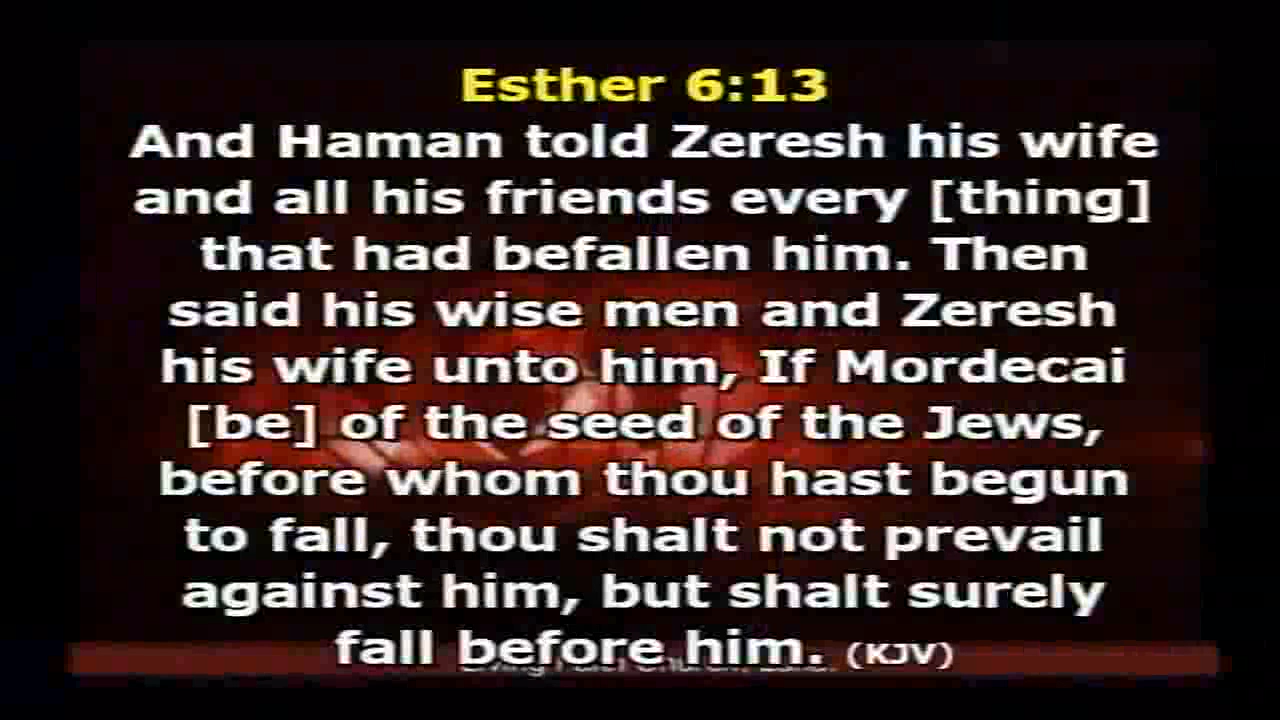 Esther 6:13
And Haman told Zeresh his wife
and all his friends every [thing]
that had befallen him. Then
said his wise men and Zeresh
his wife unto him, If Mordecai
[be] of the seed of the Jews,
before whom thou hast begun
to fall, thou shalt not prevail
against him, but shalt surely
fall before him. (KJV)